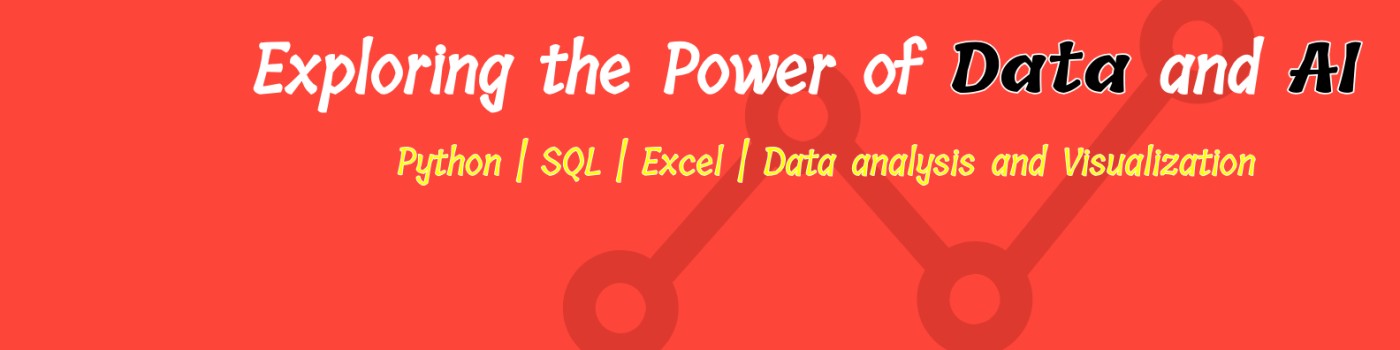 Exploring the Power of Data and AI
Python | SQL | Excel | Data analysis and Visualization